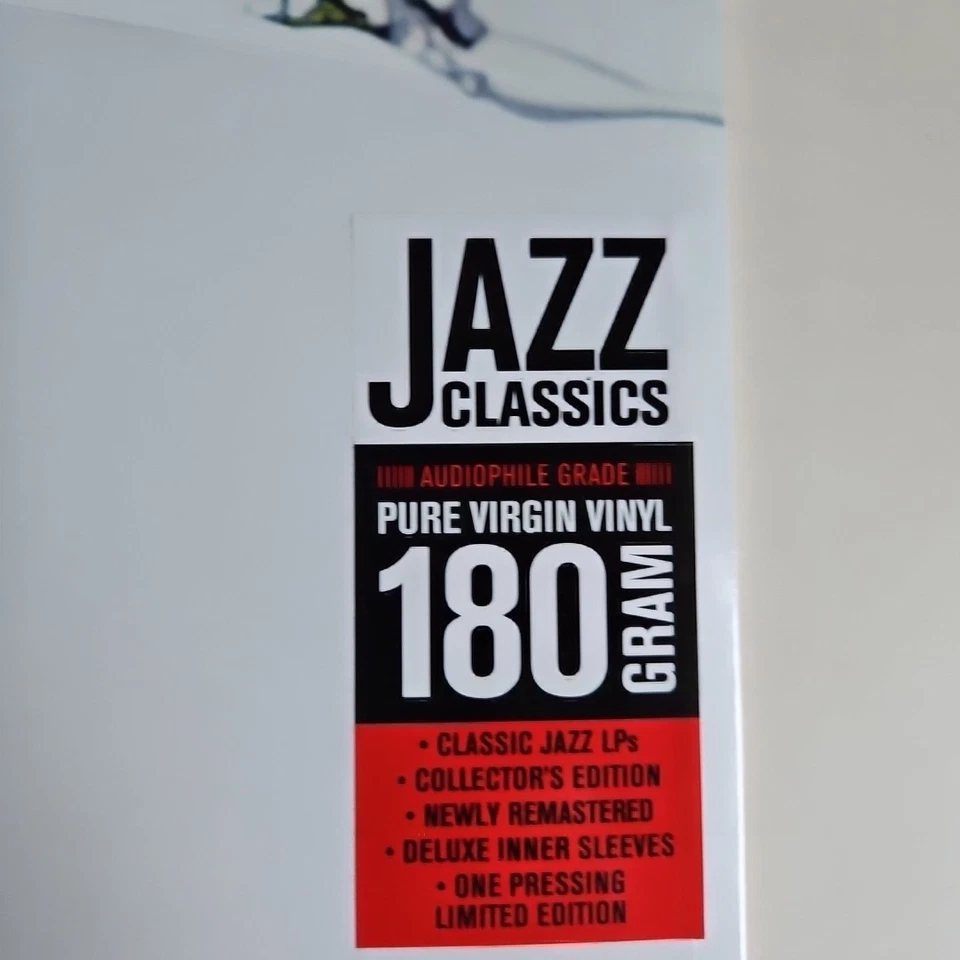 JAZZ
CLASSICS
AUDIOPHILE GRADE
PURE VIRGIN VINYL
180 GRAM
• CLASSIC JAZZ LPs
• COLLECTOR'S EDITION
• NEWLY REMASTERED
• DELUXE INNER SLEEVES
• ONE PRESSING
LIMITED EDITION